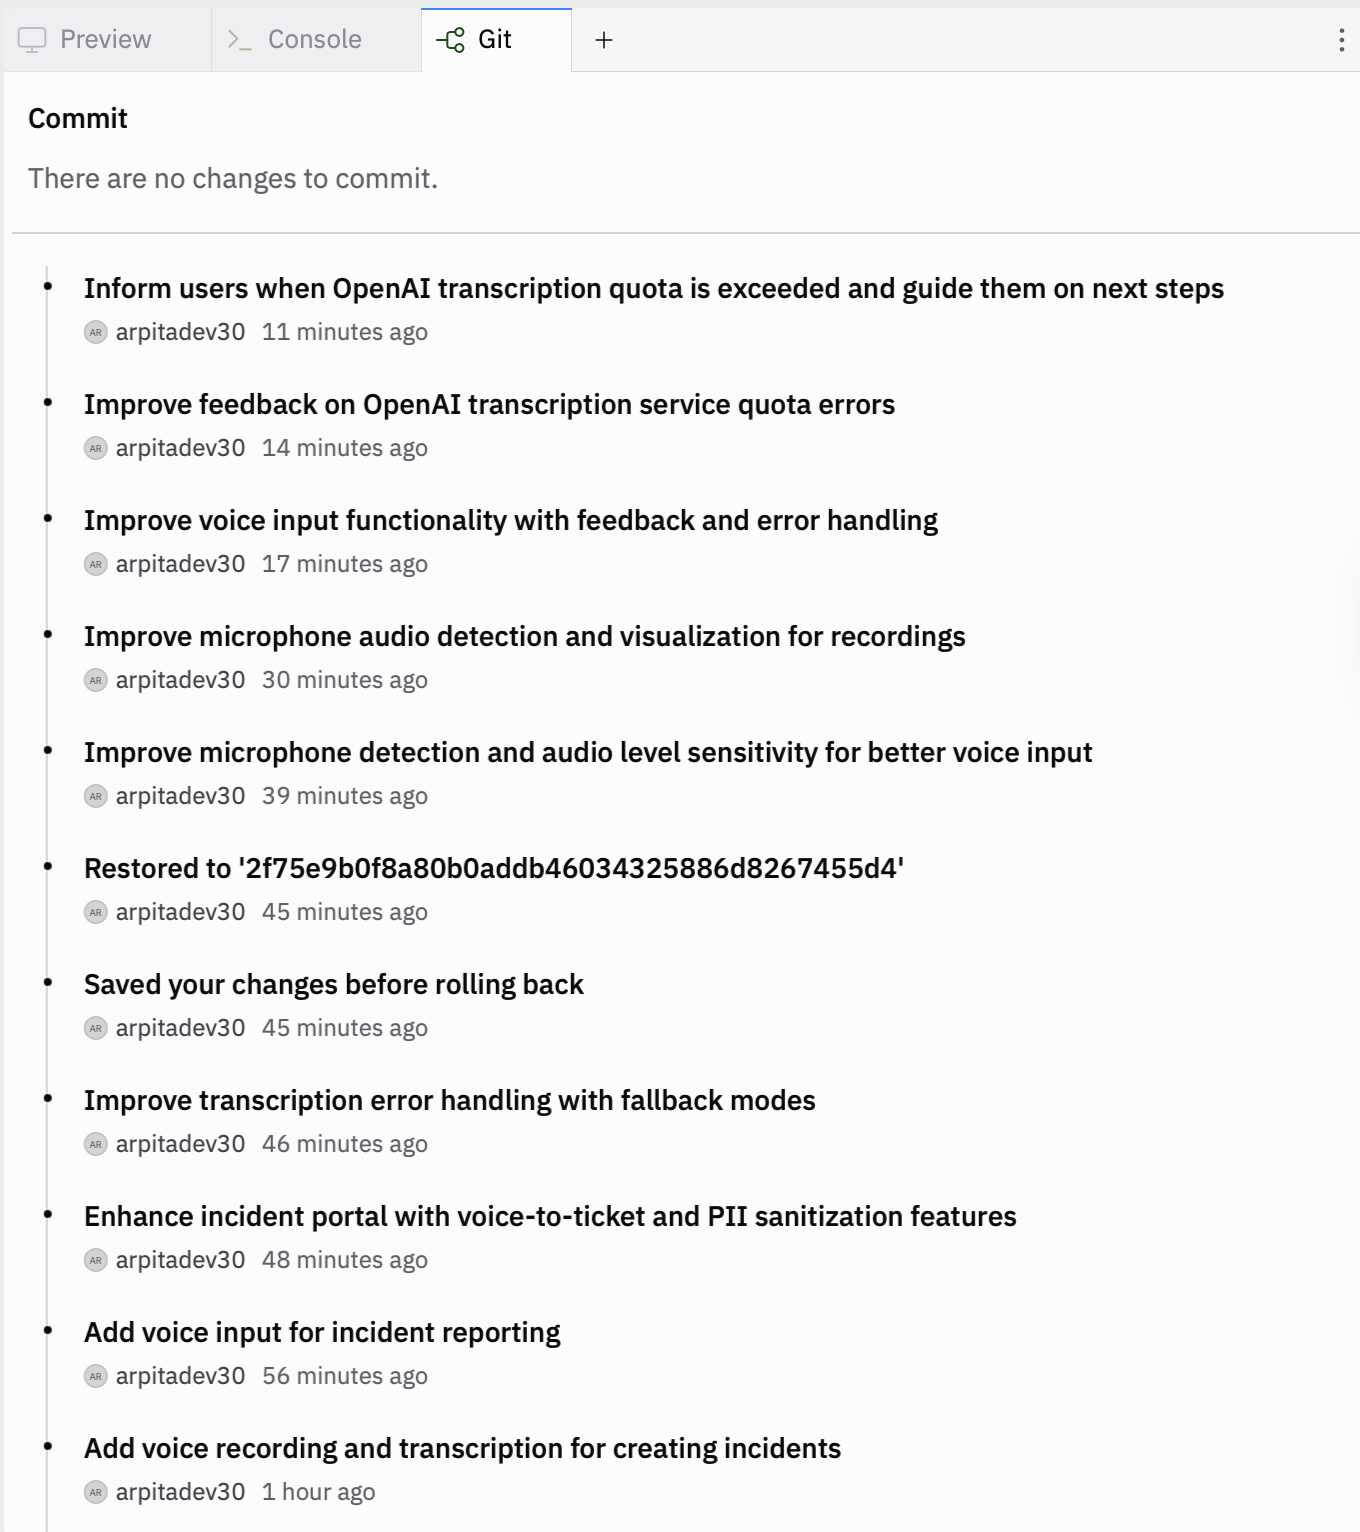 Preview
Console
Git
Commit
There are no changes to commit.
Inform users when OpenAI transcription quota is exceeded and guide them on next steps
AR arpitadev30 11 minutes ago
Improve feedback on OpenAI transcription service quota errors
AR arpitadev30 14 minutes ago
Improve voice input functionality with feedback and error handling
AR arpitadev30 17 minutes ago
Improve microphone audio detection and visualization for recordings
AR arpitadev30 30 minutes ago
Improve microphone detection and audio level sensitivity for better voice input
AR arpitadev30 39 minutes ago
Restored to '2f75e9b0f8a80b0addb46034325886d8267455d4'
AR arpitadev30 45 minutes ago
Saved your changes before rolling back
AR arpitadev30 45 minutes ago
Improve transcription error handling with fallback modes
AR arpitadev30 46 minutes ago
Enhance incident portal with voice-to-ticket and PII sanitization features
AR arpitadev30 48 minutes ago
Add voice input for incident reporting
AR arpitadev30 56 minutes ago
Add voice recording and transcription for creating incidents
AR arpitadev30 1 hour ago